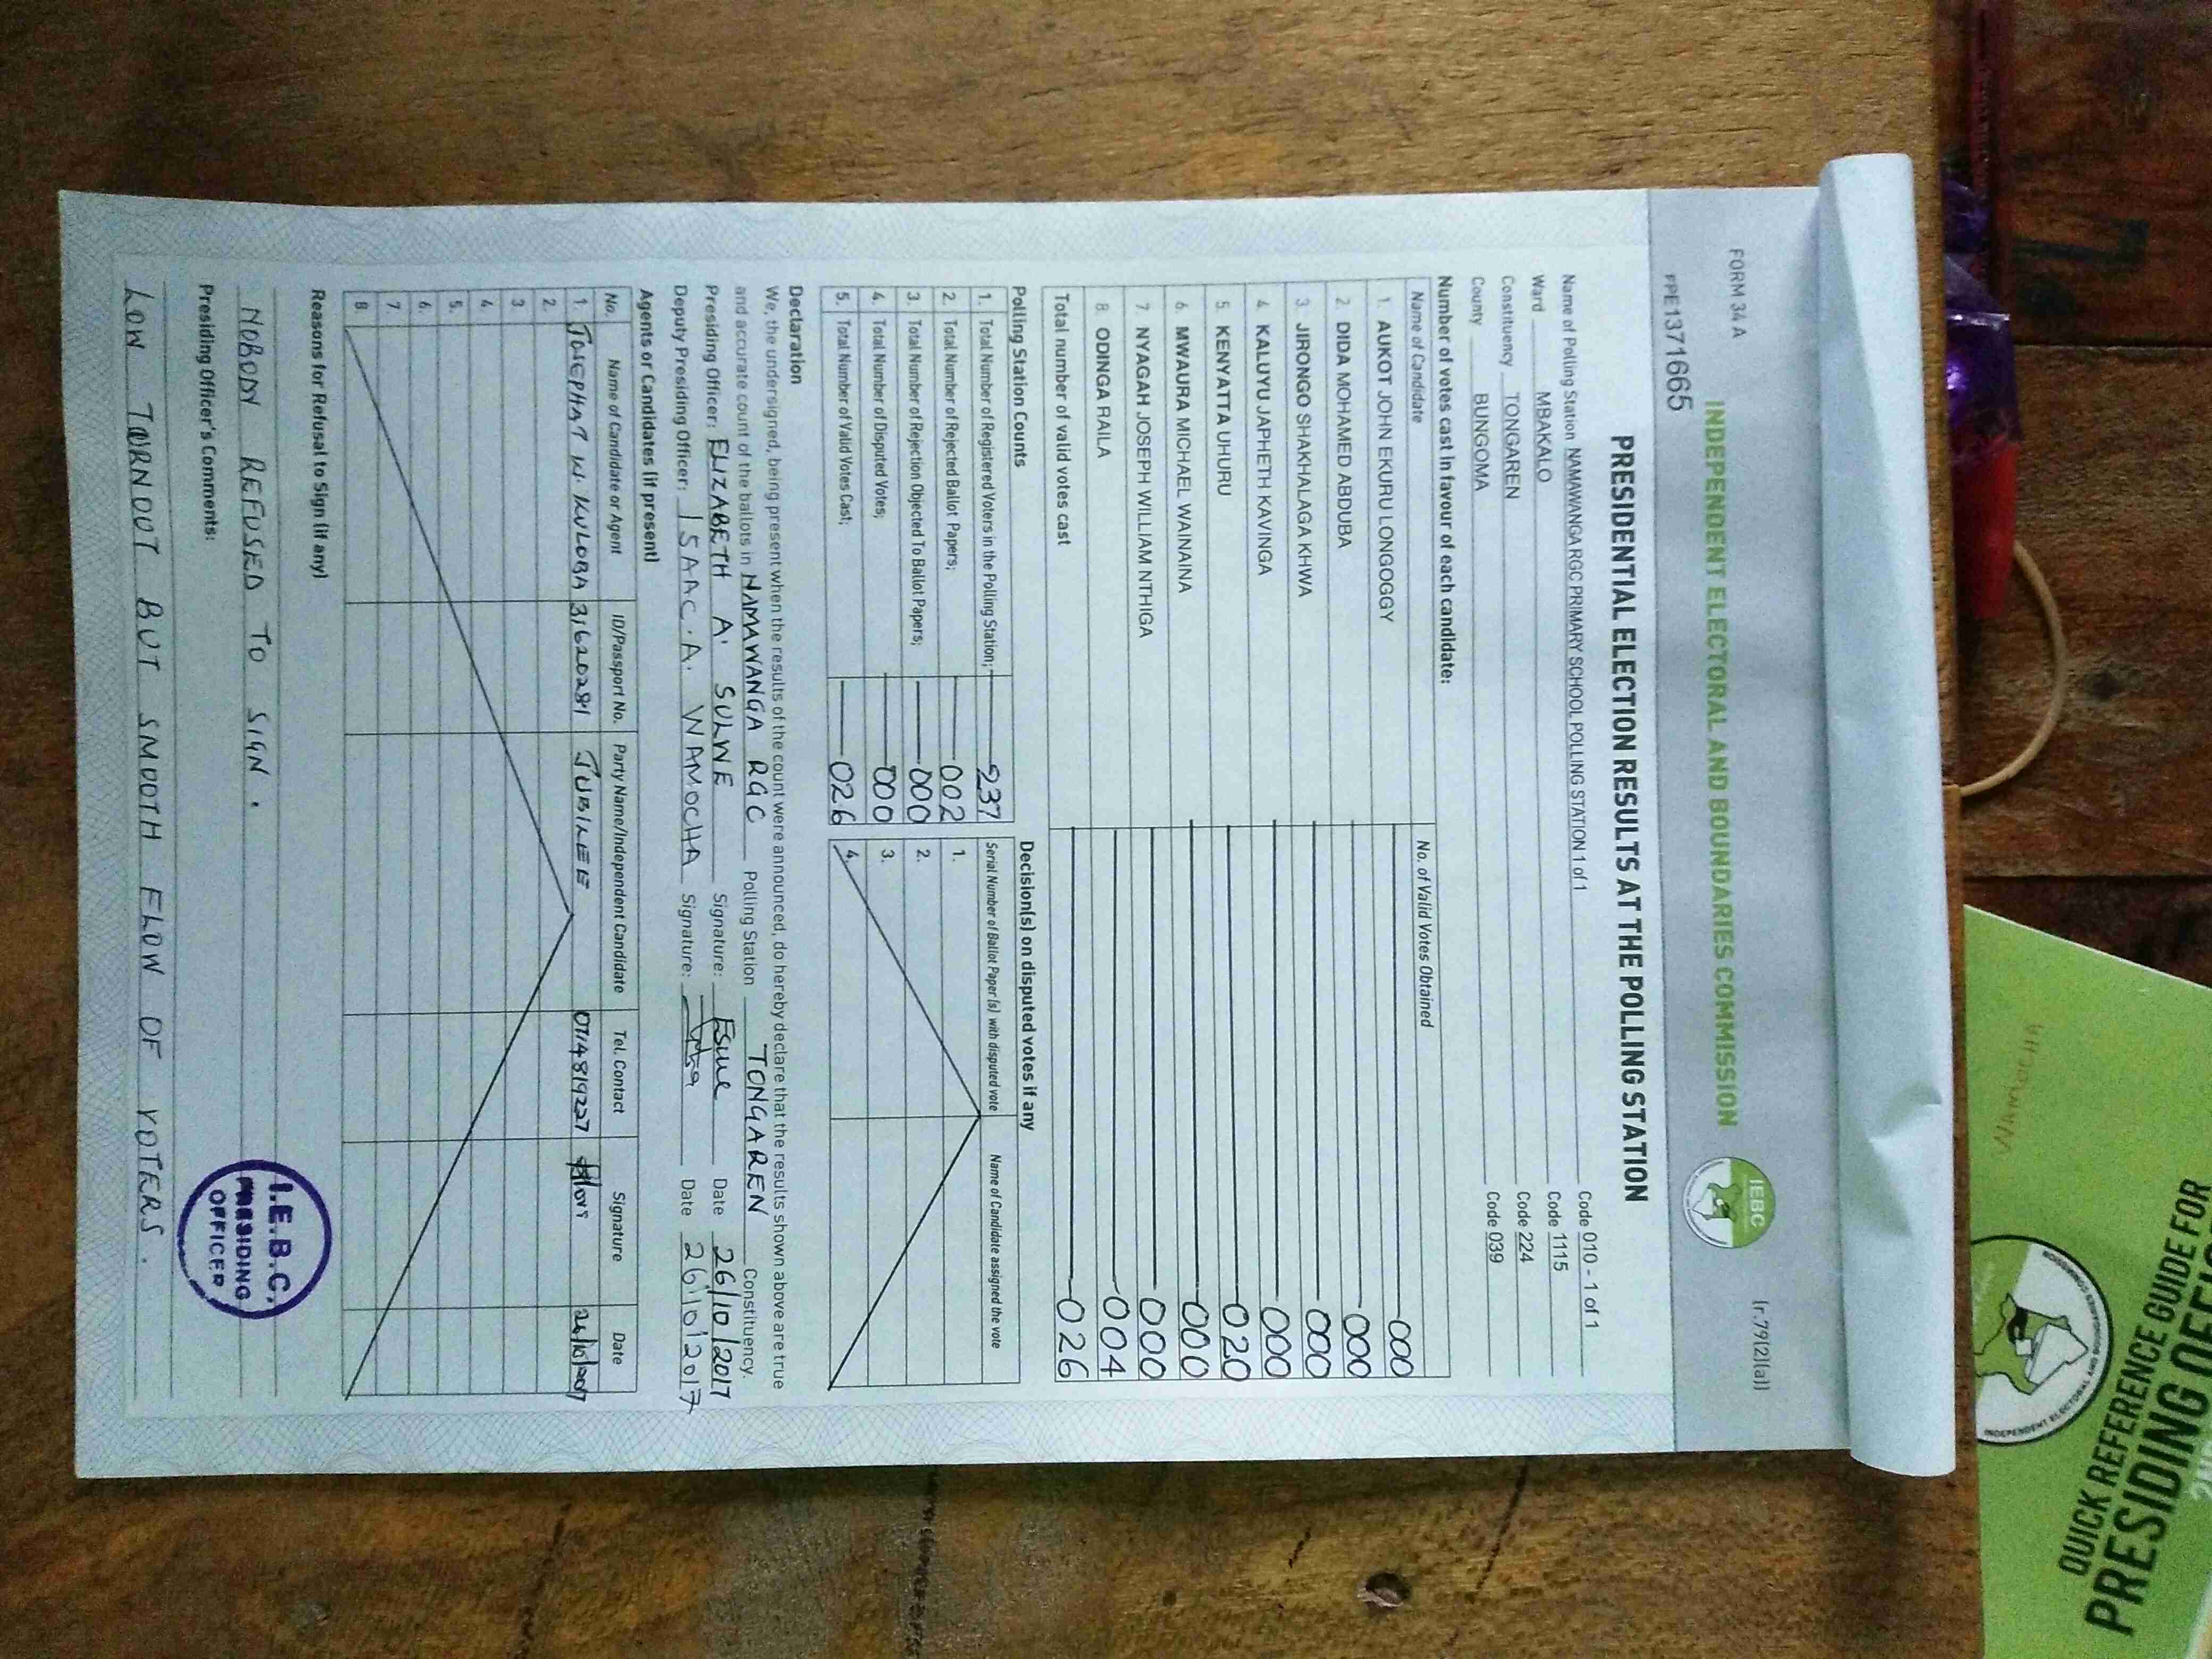 FORM 34 A
(r.79(2)(a))
INDEPENDENT ELECTORAL AND BOUNDARIES COMMISSION
IEBC
FPE1371665
PRESIDENTIAL ELECTION RESULTS AT THE POLLING STATION
Name of Polling Station NAMAWANGA RGC PRIMARY SCHOOL POLLING STATION 1 of 1 Code 010 - 1 of 1
Ward MBAKALO Code 1115
Constituency TONGAREN Code 224
County BUNGOMA Code 039
Number of votes cast in favour of each candidate:
Name of Candidate No. of Valid Votes Obtained
1. AUKOT JOHN EKURU LONGOGGY 000
2. DIDA MOHAMED ABDUBA 000
3. JIRONGO SHAKHALAGA KHWA 000
4. KALUYU JAPHETH KAVINGA 000
5. KENYATTA UHURU 020
6. MWAURA MICHAEL WAINAINA 000
7. NYAGAH JOSEPH WILLIAM NTHIGA 000
8. ODINGA RAILA 004
Total number of valid votes cast 026
Polling Station Counts
1. Total Number of Registered Voters in the Polling Station; 237
2. Total Number of Rejected Ballot Papers; 002
3. Total Number of Rejection Objected To Ballot Papers; 000
4. Total Number of Disputed Votes; 000
5. Total Number of Valid Votes Cast; 026
Decision(s) on disputed votes if any
Serial Number of Ballot Paper (s) with disputed vote Name of Candidate assigned the vote
1.
2.
3.
4.
Declaration
We, the undersigned, being present when the results of the count were announced, do hereby declare that the results shown above are true
and accurate count of the ballots in NAMAWANGA RGC Polling Station TONGAREN Constituency.
Presiding Officer: ELIZABETH A. SULWE Signature: Date 26/10/2017
Deputy Presiding Officer: ISAAC . A. WAMOCHA Signature: Date 26/10/2017
Agents or Candidates (if present)
No. Name of Candidate or Agent ID/Passport No. Party Name/Independent Candidate Tel. Contact Signature Date
1. JOSEPHAT W. KULOBA 31620281 JUBILEE 0714819227 26/10/2017
2.
3
4
5.
6.
7
8
Reasons for Refusal to Sign (if any)
NOBODY REFUSED TO SIGN.
Presiding Officer's Comments:
LOW TURNOUT BUT SMOOTH FLOW OF VOTERS.
I.E.B.C.
PRESIDING
OFFICER
QUICK REFERENCE GUIDE FOR